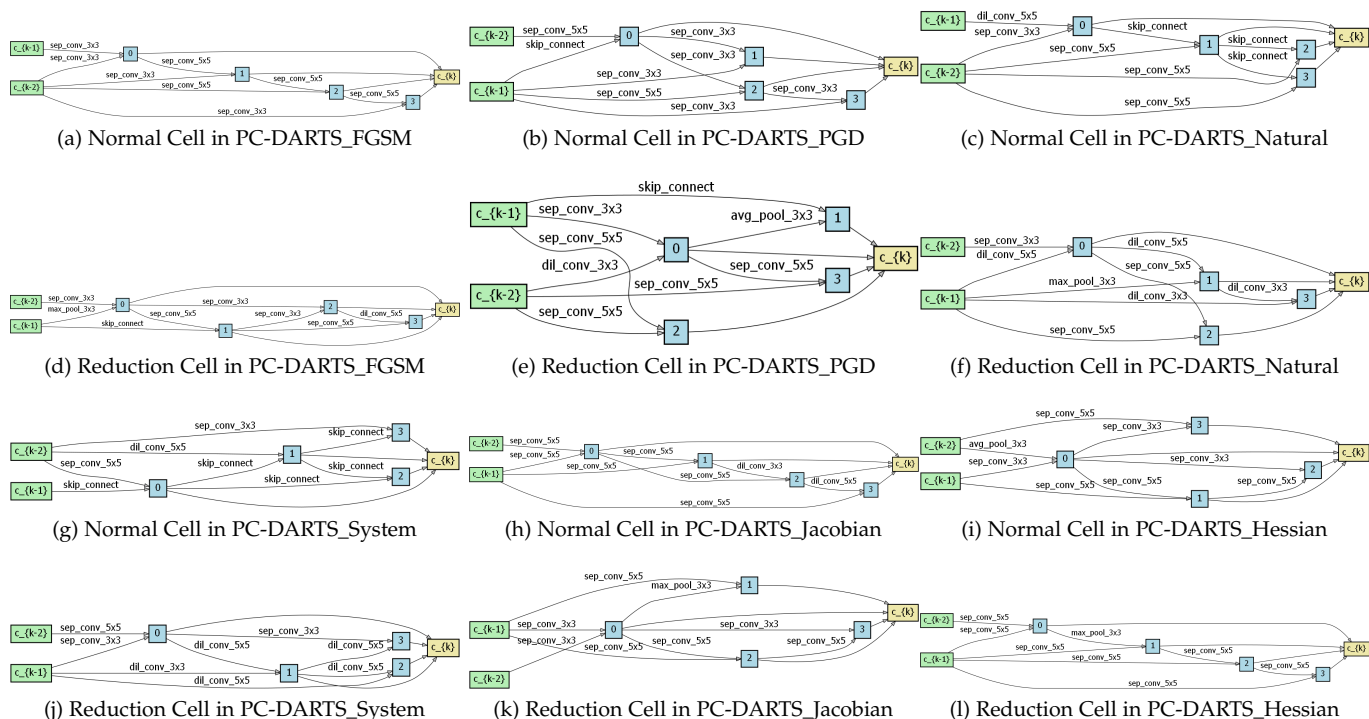 c_{k-1}
sep_conv_3x3
sep_conv_3x3
0
sep_conv_5x5
c_{k-2}
sep_conv_3x3
sep_conv_5x5
1
sep_conv_5x5
2
sep_conv_5x5
3
c_{k}
sep_conv_3x3
(a) Normal Cell in PC-DARTS_FGSM
c_{k-2}
sep_conv_5x5
skip_connect
0
sep_conv_3x3
sep_conv_3x3
1
c_{k-1}
sep_conv_3x3
sep_conv_5x5
2
sep_conv_3x3
sep_conv_3x3
3
c_{k}
(b) Normal Cell in PC-DARTS_PGD
c_{k-1}
dil_conv_5x5
sep_conv_3x3
0
skip_connect
skip_connect
c_{k-2}
sep_conv_5x5
1
skip_connect
2
skip_connect
sep_conv_5x5
3
sep_conv_5x5
c_{k}
(c) Normal Cell in PC-DARTS_Natural
c_{k-2}
sep_conv_3x3
max_pool_3x3
0
sep_conv_3x3
sep_conv_5x5
c_{k-1}
skip_connect
1
sep_conv_3x3
sep_conv_5x5
2
dil_conv_5x5
3
c_{k}
(d) Reduction Cell in PC-DARTS_FGSM
skip_connect
c_{k-1}
sep_conv_3x3
avg_pool_3x3
1
sep_conv_5x5
0
dil_conv_3x3
sep_conv_5x5
c_{k}
c_{k-2}
sep_conv_5x5
3
sep_conv_5x5
2
(e) Reduction Cell in PC-DARTS_PGD
c_{k-2}
sep_conv_3x3
dil_conv_5x5
0
dil_conv_5x5
sep_conv_5x5
max_pool_3x3
1
dil_conv_3x3
c_{k-1}
dil_conv_3x3
3
sep_conv_5x5
2
c_{k}
(f) Reduction Cell in PC-DARTS_Natural
sep_conv_3x3
3
c_{k-2}
dil_conv_5x5
skip_connect
1
sep_conv_5x5
skip_connect
skip_connect
c_{k}
c_{k-1}
skip_connect
0
skip_connect
2
(g) Normal Cell in PC-DARTS_System
c_{k-2}
sep_conv_5x5
0
sep_conv_5x5
c_{k-1}
sep_conv_5x5
sep_conv_5x5
1
dil_conv_3x3
2
dil_conv_5x5
3
c_{k}
sep_conv_5x5
(h) Normal Cell in PC-DARTS_Jacobian
sep_conv_5x5
3
c_{k-2}
avg_pool_3x3
sep_conv_3x3
sep_conv_3x3
0
sep_conv_3x3
2
c_{k-1}
sep_conv_5x5
sep_conv_5x5
sep_conv_5x5
1
c_{k}
(i) Normal Cell in PC-DARTS_Hessian
c_{k-2}
sep_conv_5x5
sep_conv_3x3
0
sep_conv_3x3
3
dil_conv_5x5
dil_conv_5x5
c_{k-1}
dil_conv_3x3
1
dil_conv_5x5
2
dil_conv_5x5
c_{k}
(j) Reduction Cell in PC-DARTS_System
sep_conv_5x5
max_pool_3x3
1
c_{k-1}
sep_conv_3x3
0
sep_conv_3x3
3
sep_conv_3x3
sep_conv_5x5
sep_conv_5x5
sep_conv_5x5
2
c_{k-2}
c_{k}
(k) Reduction Cell in PC-DARTS_Jacobian
c_{k-2}
sep_conv_5x5
sep_conv_5x5
0
max_pool_3x3
1
c_{k-1}
sep_conv_5x5
sep_conv_5x5
2
sep_conv_5x5
3
c_{k}
sep_conv_5x5
(l) Reduction Cell in PC-DARTS_Hessian